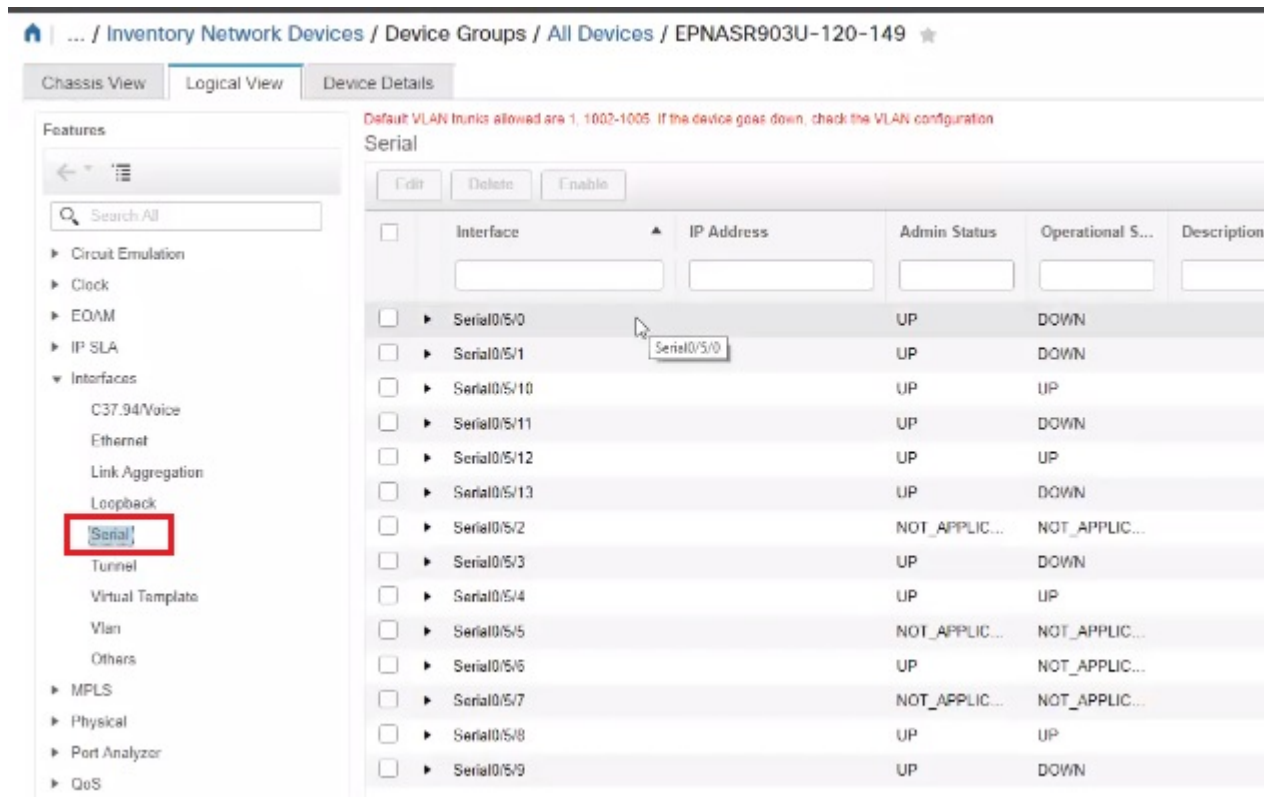 ... / Inventory Network Devices / Device Groups / All Devices / EPNASR903U-120-149
Chassis View Logical View Device Details
Features
Search All
Circuit Emulation
Clock
EOAM
IP SLA
Interfaces
C37.94/Voice
Ethernet
Link Aggregation
Loopback
Serial
Tunnel
Virtual Template
Vlan
Others
MPLS
Physical
Port Analyzer
QoS
Default VLAN trunks allowed are 1, 1002-1005. If the device goes down, check the VLAN configuration
Serial
Edit Delete Enable
Interface IP Address Admin Status Operational S... Description
Serial0/5/0 UP DOWN
Serial0/5/0
Serial0/5/1 UP DOWN
Serial0/5/10 UP UP
Serial0/5/11 UP DOWN
Serial0/5/12 UP UP
Serial0/5/13 UP DOWN
Serial0/5/2 NOT_APPLIC... NOT_APPLIC...
Serial0/5/3 UP DOWN
Serial0/5/4 UP UP
Serial0/5/5 NOT_APPLIC... NOT_APPLIC...
Serial0/5/6 UP NOT_APPLIC...
Serial0/5/7 NOT_APPLIC... NOT_APPLIC...
Serial0/5/8 UP UP
Serial0/5/9 UP DOWN